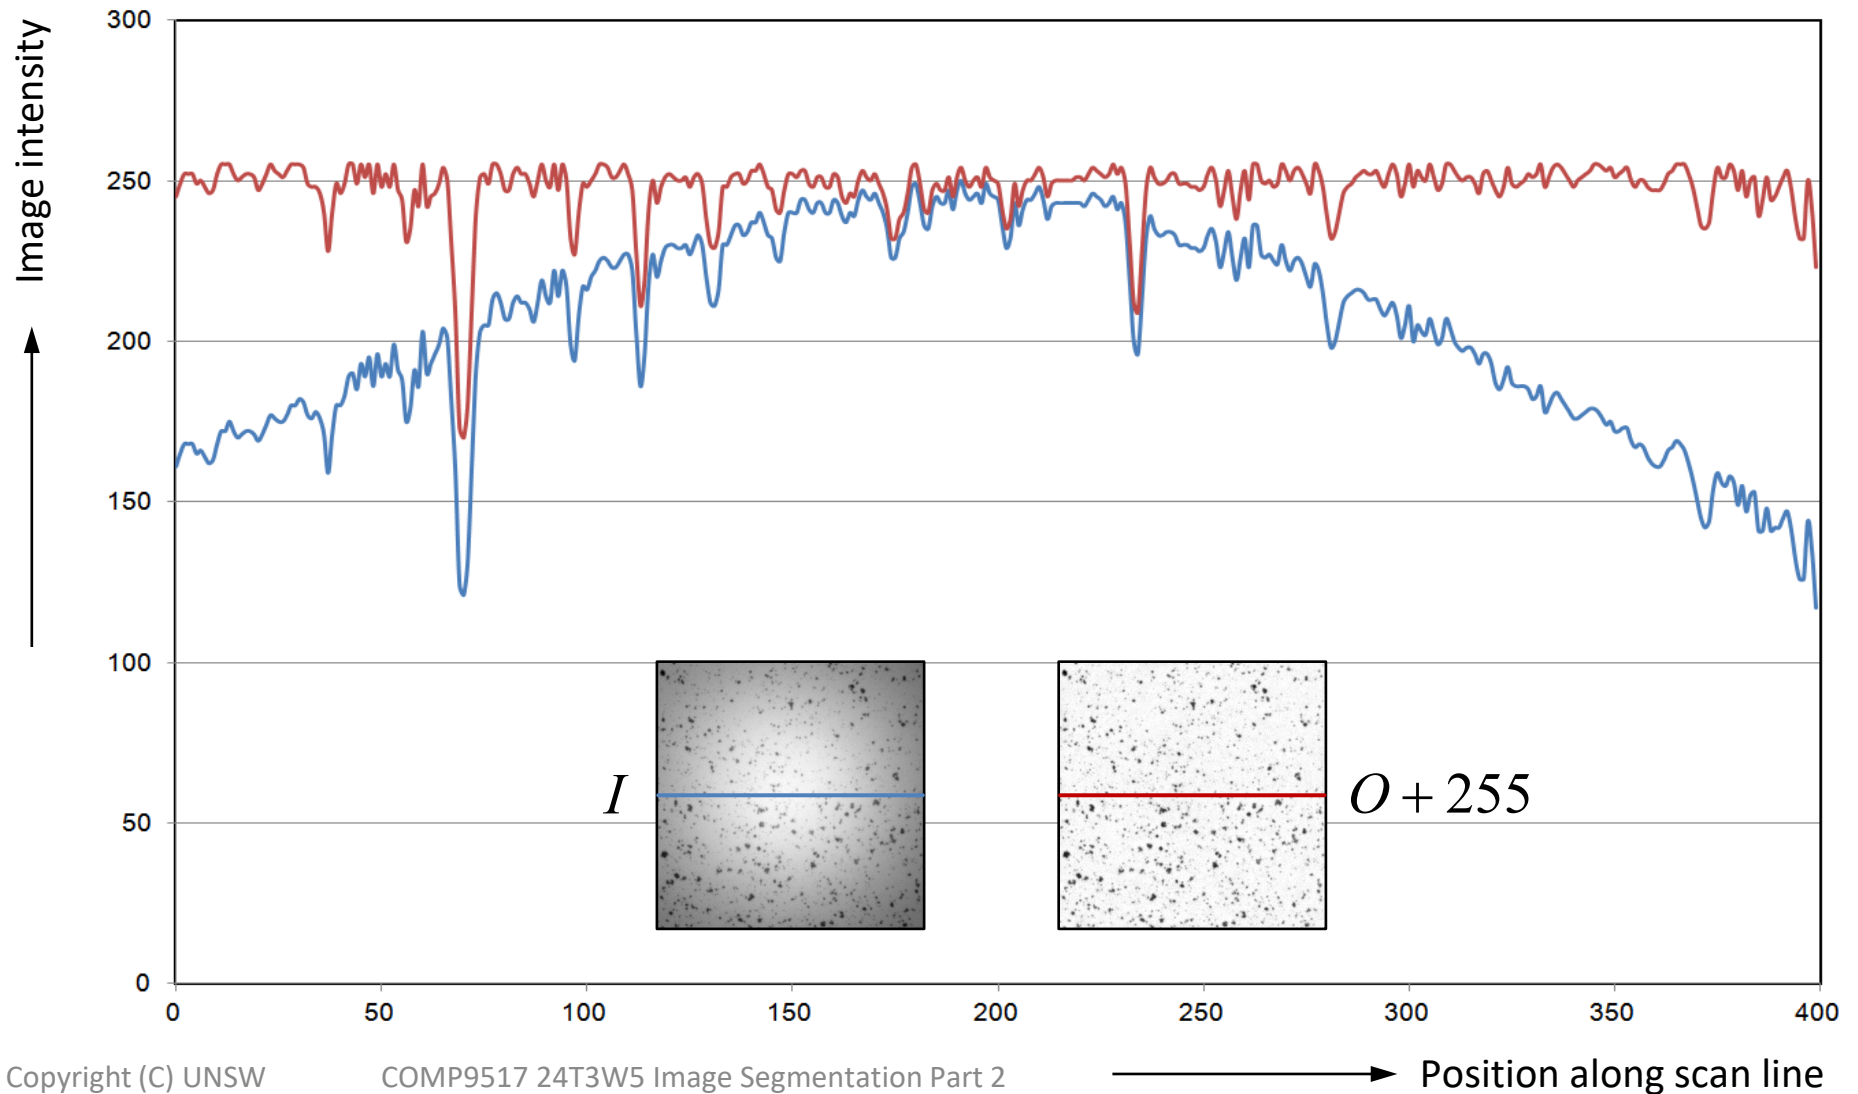 Image intensity
300
250
200
150
100
50
0
I
O + 255
0 50 100 150 200 250 300 350 400
Position along scan line
Copyright (C) UNSW COMP9517 24T3W5 Image Segmentation Part 2